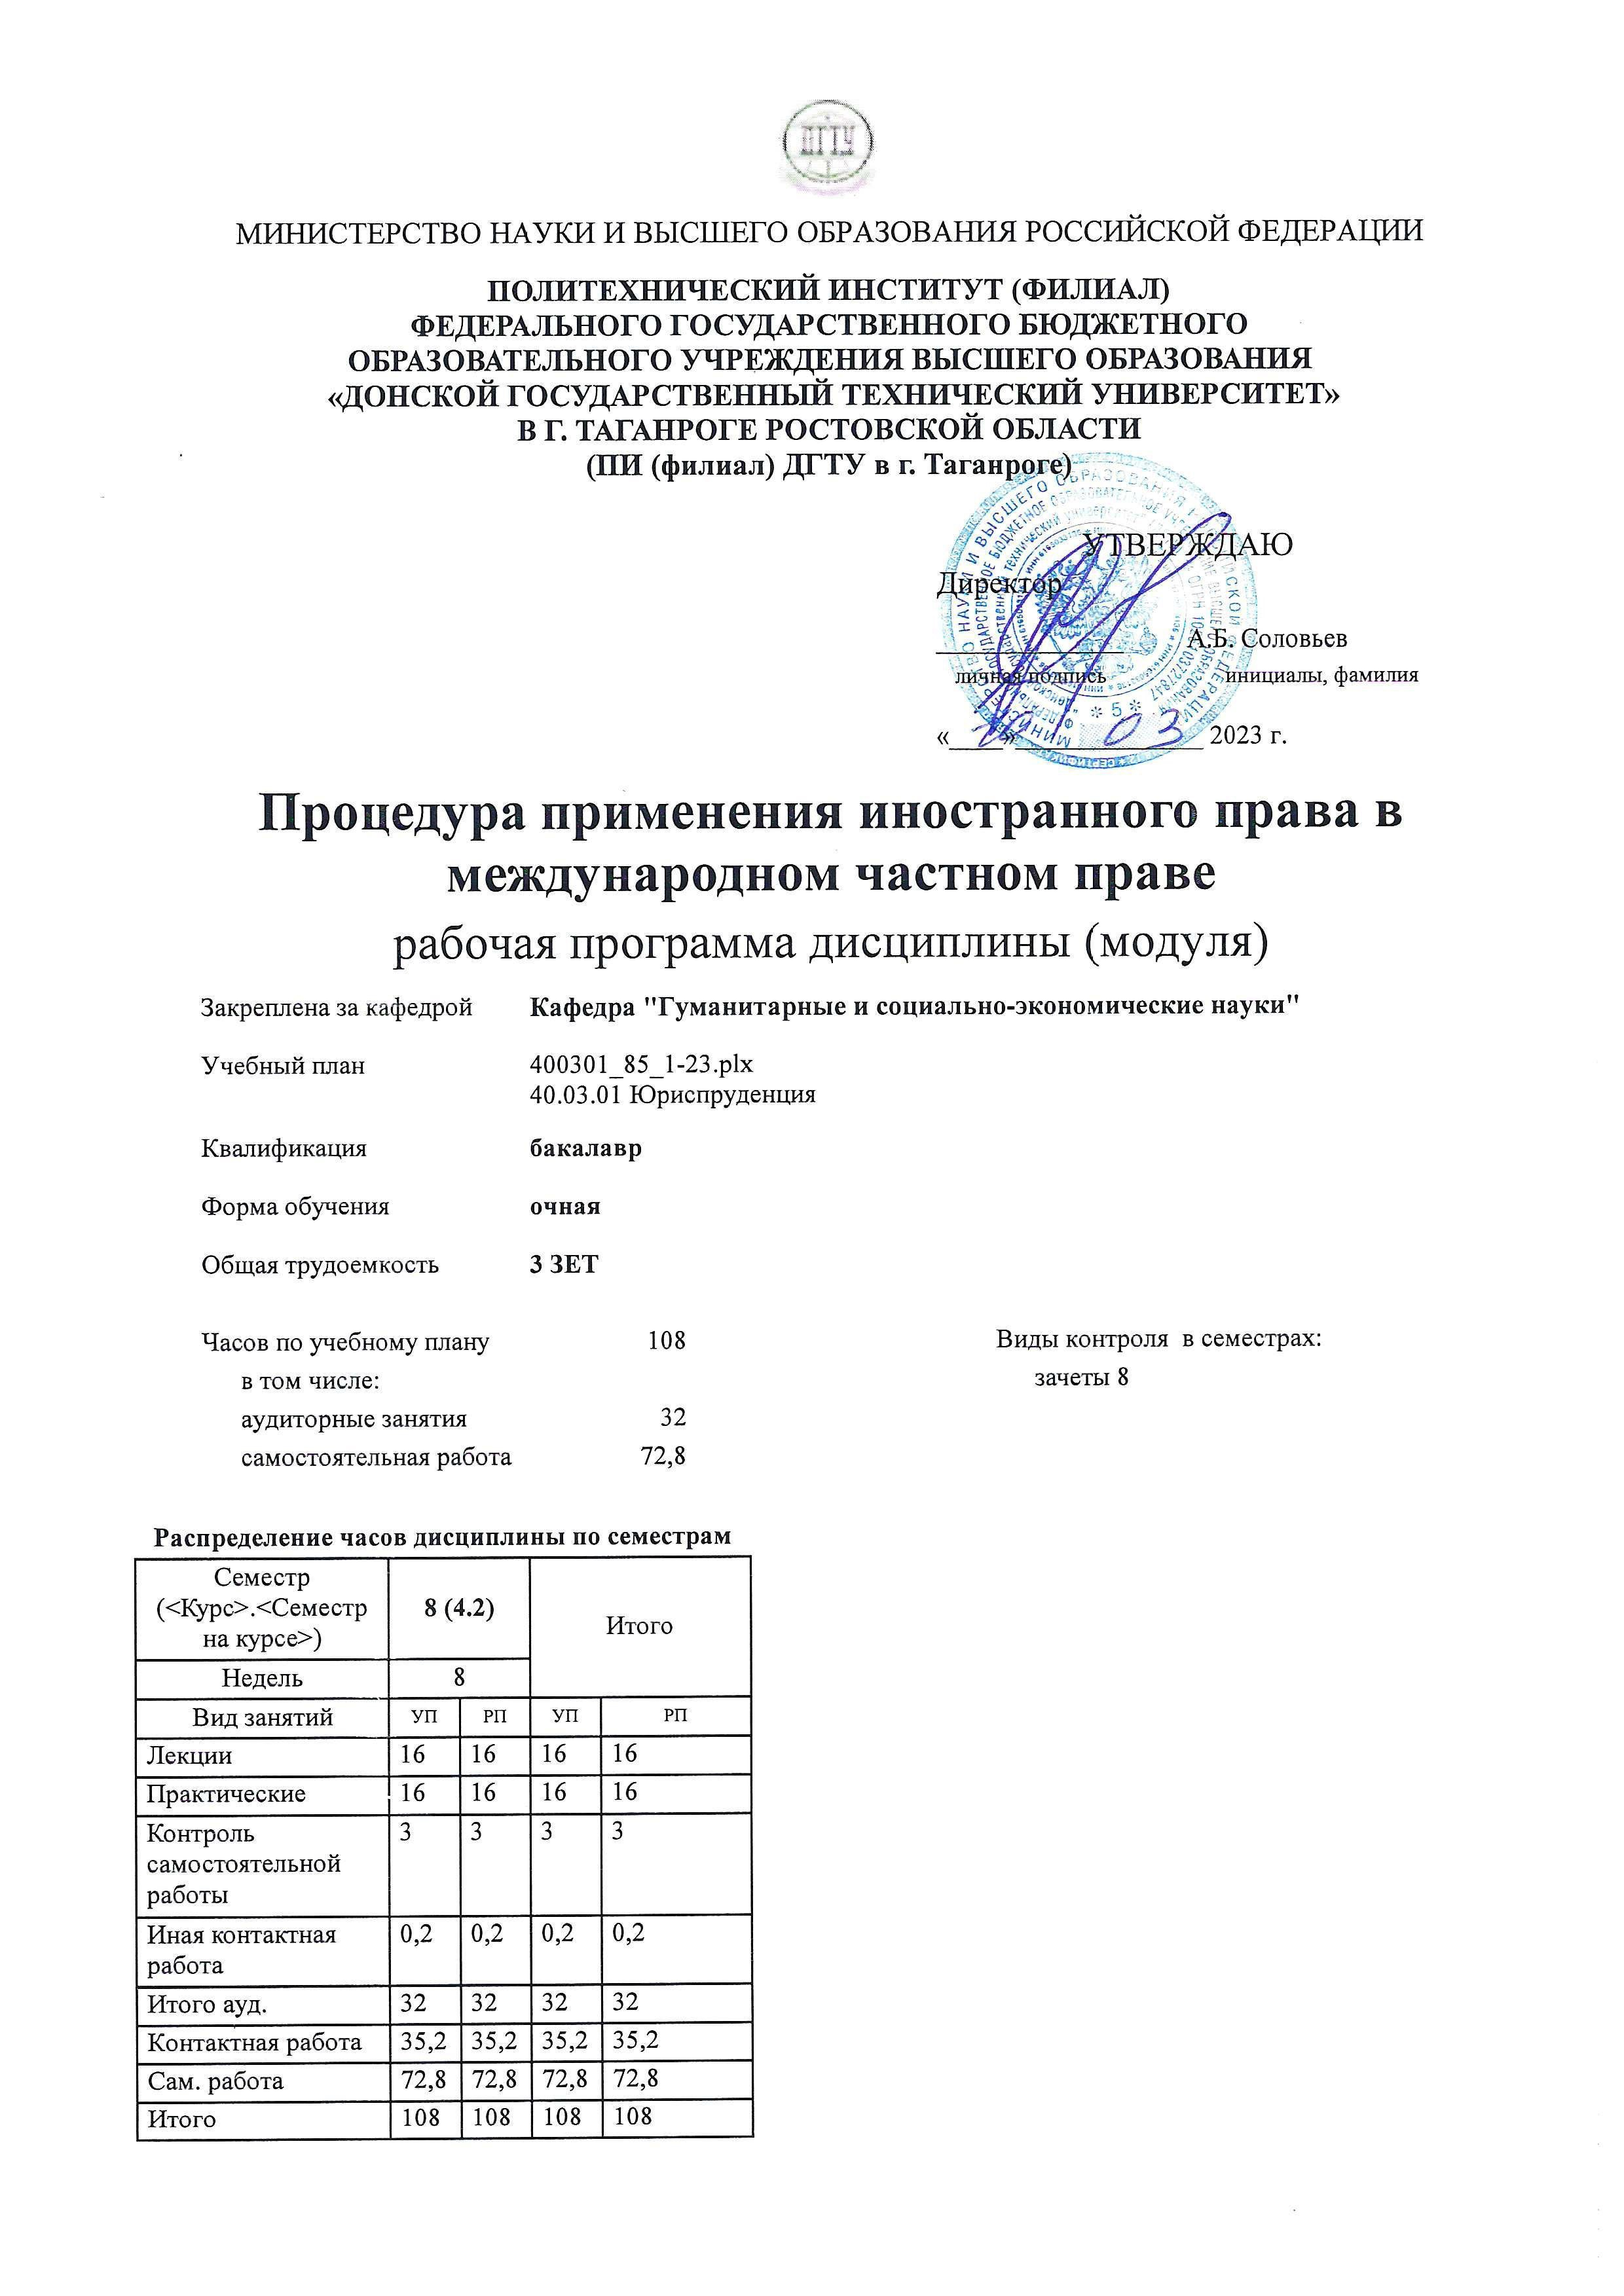 ДГТУ
МИНИСТЕРСТВО НАУКИ И ВЫСШЕГО ОБРАЗОВАНИЯ РОССИЙСКОЙ ФЕДЕРАЦИИ
ПОЛИТЕХНИЧЕСКИЙ ИНСТИТУТ (ФИЛИАЛ)
ФЕДЕРАЛЬНОГО ГОСУДАРСТВЕННОГО БЮДЖЕТНОГО
ОБРАЗОВАТЕЛЬНОГО УЧРЕЖДЕНИЯ ВЫСШЕГО ОБРАЗОВАНИЯ
«ДОНСКОЙ ГОСУДАРСТВЕННЫЙ ТЕХНИЧЕСКИЙ УНИВЕРСИТЕТ»
В Г. ТАГАНРОГЕ РОСТОВСКОЙ ОБЛАСТИ
(ПИ (филиал) ДГТУ в г. Таганроге)
УТВЕРЖДАЮ
Директор
А.Б. Соловьев
личная подпись инициалы, фамилия
«____» 03 2023 г.
Процедура применения иностранного права в
международном частном праве
рабочая программа дисциплины (модуля)
Закреплена за кафедрой Кафедра "Гуманитарные и социально-экономические науки"
Учебный план 400301_85_1-23.plx
40.03.01 Юриспруденция
Квалификация бакалавр
Форма обучения очная
Общая трудоемкость 3 ЗЕТ
Часов по учебному плану 108 Виды контроля в семестрах:
в том числе: зачеты 8
аудиторные занятия 32
самостоятельная работа 72,8
Распределение часов дисциплины по семестрам
Семестр
(<Курс>.<Семестр
на курсе>) 8 (4.2) Итого
Недель 8
Вид занятий УП РП УП РП
Лекции 16 16 16 16
Практические 16 16 16 16
Контроль 3 3 3 3
самостоятельной
работы
Иная контактная 0,2 0,2 0,2 0,2
работа
Итого ауд. 32 32 32 32
Контактная работа 35,2 35,2 35,2 35,2
Сам. работа 72,8 72,8 72,8 72,8
Итого 108 108 108 108